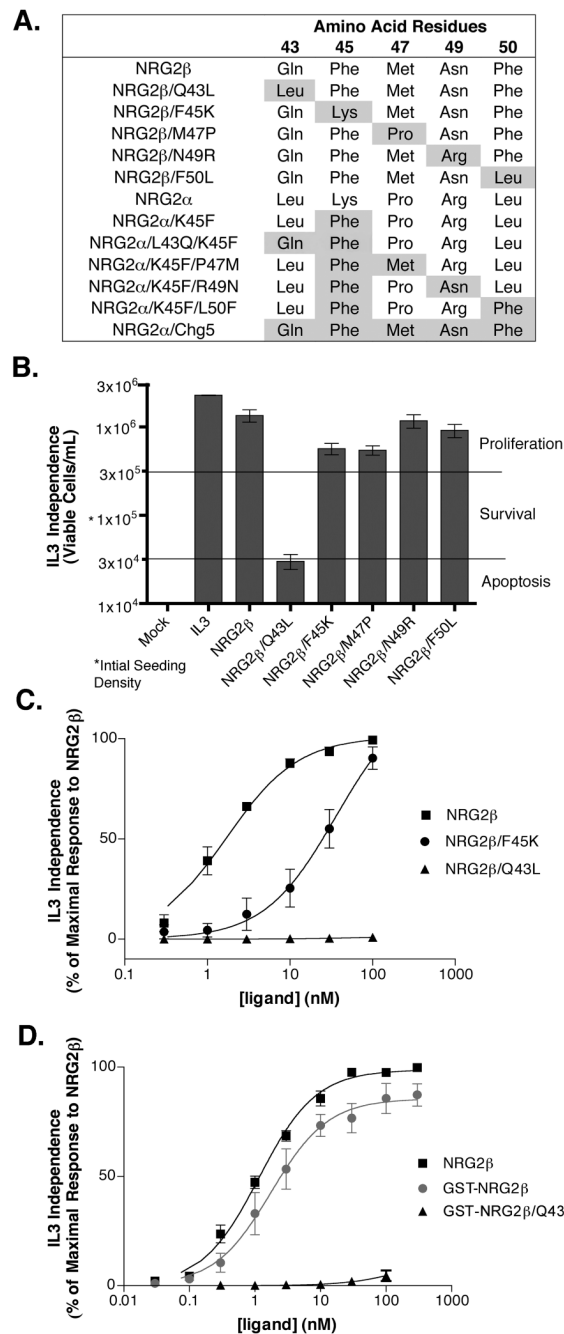 A.
Amino Acid Residues
43 45 47 49 50
NRG2β Gln Phe Met Asn Phe
NRG2β/Q43L Leu Phe Met Asn Phe
NRG2β/F45K Gln Lys Met Asn Phe
NRG2β/M47P Gln Phe Pro Asn Phe
NRG2β/N49R Gln Phe Met Arg Phe
NRG2β/F50L Gln Phe Met Asn Leu
NRG2α Leu Lys Pro Arg Leu
NRG2α/K45F Leu Phe Pro Arg Leu
NRG2α/L43Q/K45F Gln Phe Pro Arg Leu
NRG2α/K45F/P47M Leu Phe Met Arg Leu
NRG2α/K45F/R49N Leu Phe Pro Asn Leu
NRG2α/K45F/L50F Leu Phe Pro Arg Phe
NRG2α/Chg5 Gln Phe Met Asn Phe
B.
IL3 Independence
(Viable Cells/mL)
3x10⁶
1x10⁶
3x10⁵
*1x10⁵
3x10⁴
1x10⁴
Proliferation
Survival
Apoptosis
Mock
IL3
NRG2β
NRG2β/Q43L
NRG2β/F45K
NRG2β/M47P
NRG2β/N49R
NRG2β/F50L
*Intial Seeding
Density
C.
IL3 Independence
(% of Maximal Response to NRG2β)
100
50
0
0.1 1 10 100 1000
[ligand] (nM)
NRG2β
NRG2β/F45K
NRG2β/Q43L
D.
IL3 Independence
(% of Maximal Response to NRG2β)
100
50
0
0.01 0.1 1 10 100 1000
[ligand] (nM)
NRG2β
GST-NRG2β
GST-NRG2β/Q43